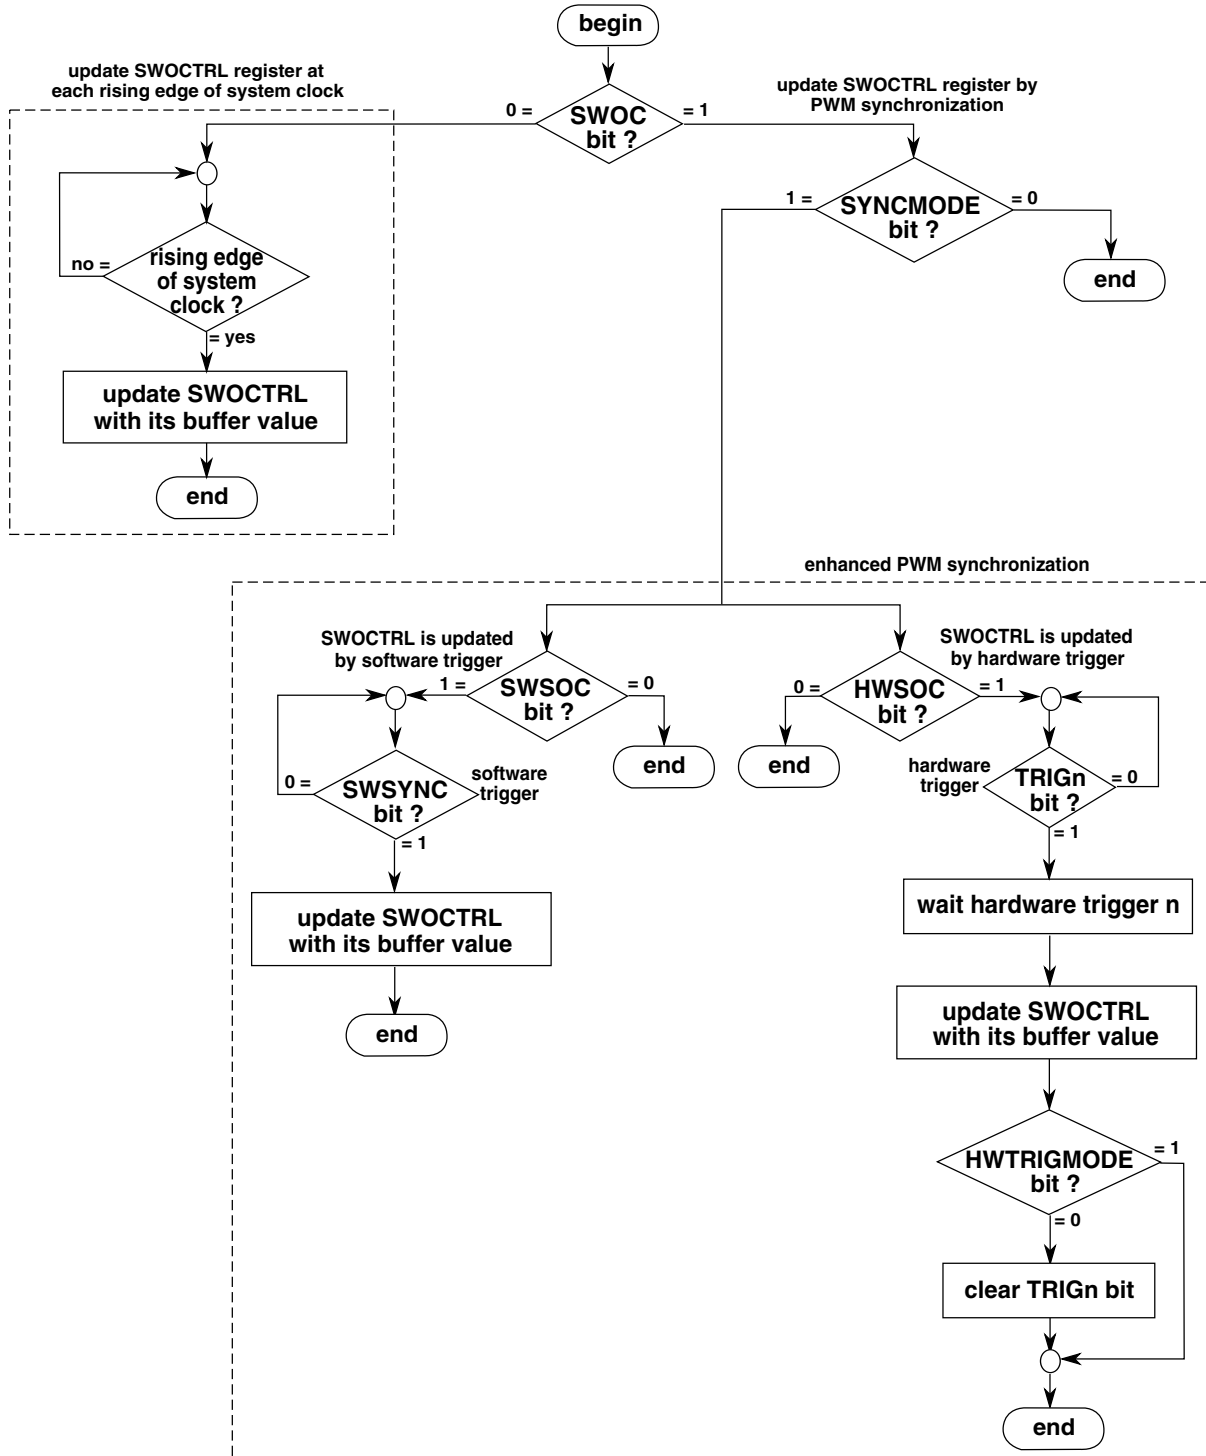 begin
update SWOCTRL register at
each rising edge of system clock
update SWOCTRL register by
PWM synchronization
0 =
SWOC
bit ?
= 1
1 =
SYNCMODE
bit ?
= 0
end
no =
rising edge
of system
clock ?
= yes
update SWOCTRL
with its buffer value
end
enhanced PWM synchronization
SWOCTRL is updated
by software trigger
SWOCTRL is updated
by hardware trigger
1 =
SWSOC
bit ?
=0
end
0 =
HWSOC
bit ?
= 1
end
0 =
SWSYNC
bit ?
software
trigger
= 1
hardware
trigger
TRIGn
bit ?
= 0
= 1
update SWOCTRL
with its buffer value
end
wait hardware trigger n
update SWOCTRL
with its buffer value
HWTRIGMODE
bit ?
= 1
= 0
clear TRIGn bit
end